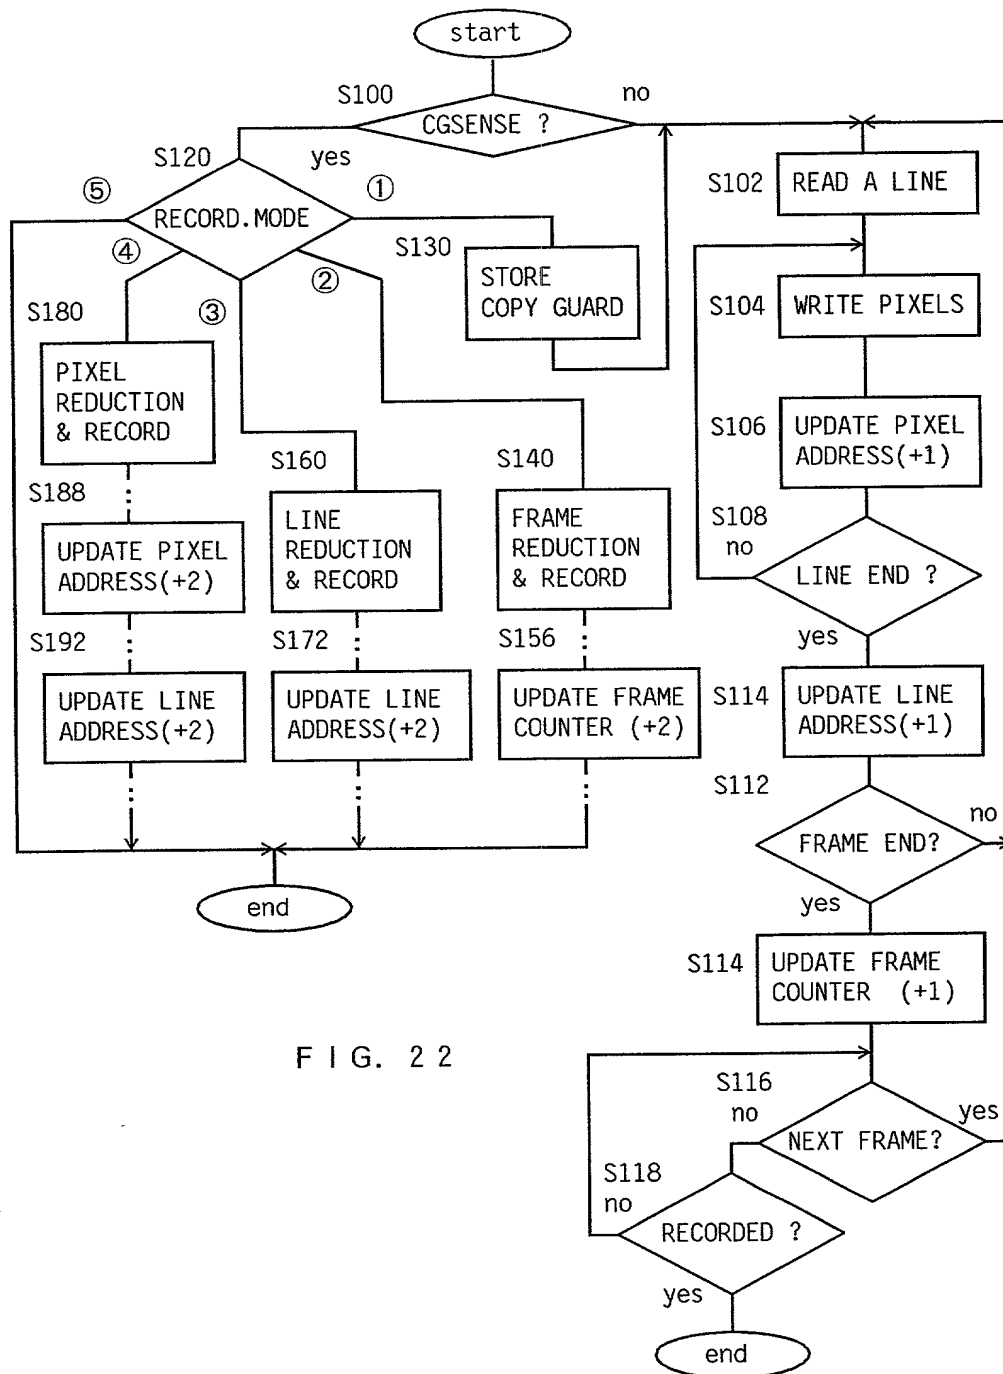 start
S100
CGSENSE ?
no
yes
S120
RECORD.MODE
①
②
③
④
⑤
S130
STORE
COPY GUARD
S180
PIXEL
REDUCTION
& RECORD
S188
UPDATE PIXEL
ADDRESS(+2)
S192
UPDATE LINE
ADDRESS(+2)
S160
LINE
REDUCTION
& RECORD
S172
UPDATE LINE
ADDRESS(+2)
S140
FRAME
REDUCTION
& RECORD
S156
UPDATE FRAME
COUNTER (+2)
end
S102
READ A LINE
S104
WRITE PIXELS
S106
UPDATE PIXEL
ADDRESS(+1)
S108
no
LINE END ?
yes
S114
UPDATE LINE
ADDRESS(+1)
S112
FRAME END?
no
yes
S114
UPDATE FRAME
COUNTER (+1)
S116
no
NEXT FRAME?
yes
S118
no
RECORDED ?
yes
end
FIG. 22